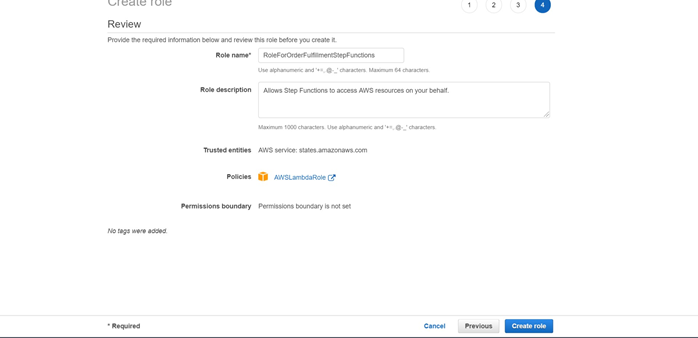 Create role
1 2 3 4
Review
Provide the required information below and review this role before you create it.
Role name* RoleForOrderFulfillmentStepFunctions
Use alphanumeric and '+=,.@-_' characters. Maximum 64 characters.
Role description Allows Step Functions to access AWS resources on your behalf.
Maximum 1000 characters. Use alphanumeric and '+=,.@-_' characters.
Trusted entities AWS service: states.amazonaws.com
Policies AWSLambdaRole
Permissions boundary Permissions boundary is not set
No tags were added.
* Required Cancel Previous Create role